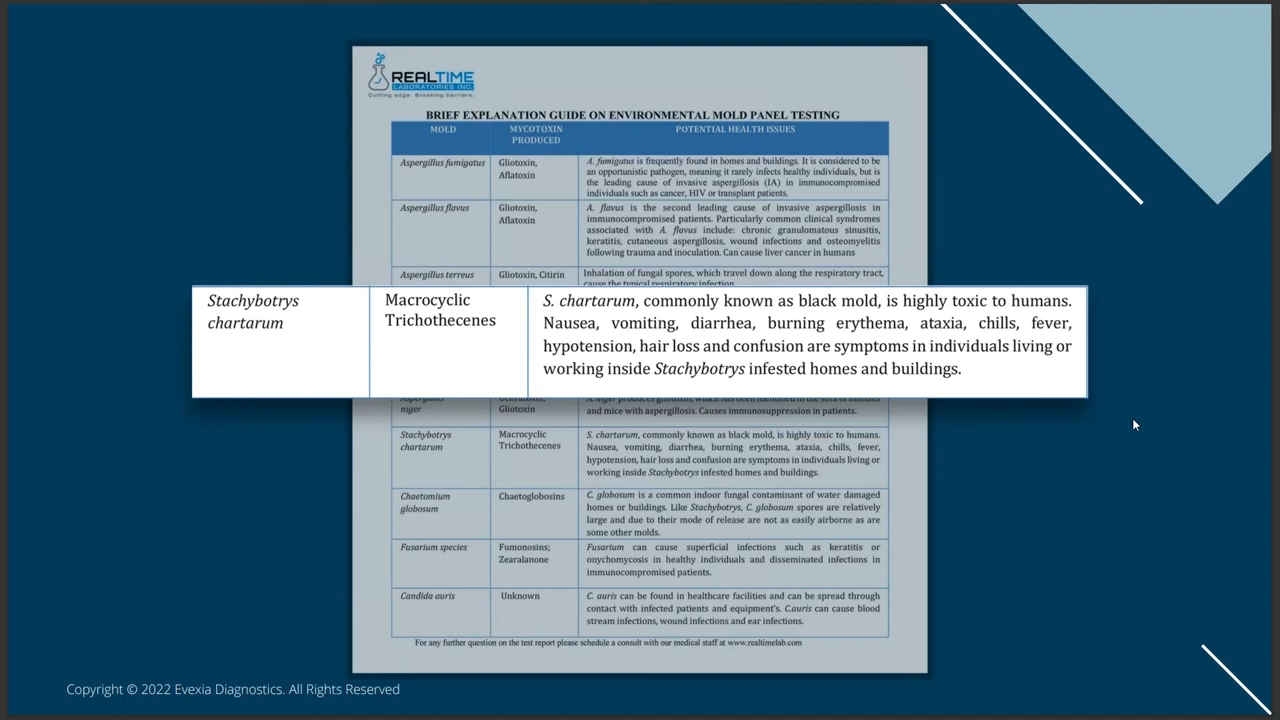 REALTIME
LABORATORIES INC.
Cutting edge. Breaking barriers.
BRIEF EXPLANATION GUIDE ON ENVIRONMENTAL MOLD PANEL TESTING
MOLD
MYCOTOXIN
PRODUCED
POTENTIAL HEALTH ISSUES
Aspergillus fumigatus
Gliotoxin,
Aflatoxin
A. fumigatus is frequently found in homes and buildings. It is considered to be
an opportunistic pathogen, meaning it rarely infects healthy individuals, but is
the leading cause of invasive aspergillosis (IA) in immunocompromised
individuals such as cancer, HIV or transplant patients.
Aspergillus flavus
Gliotoxin,
Aflatoxin
A. flavus is the second leading cause of invasive aspergillosis in
immunocompromised patients. Particularly common clinical syndromes
associated with A. flavus include: chronic granulomatous sinusitis,
keratitis, cutaneous aspergillosis, wound infections and osteomyelitis
following trauma and inoculation. Can cause liver cancer in humans
Aspergillus terreus
Gliotoxin, Citirin
Inhalation of fungal spores, which travel down along the respiratory tract,
cause the typical respiratory infection
Stachybotrys
chartarum
Macrocyclic
Trichothecenes
S. chartarum, commonly known as black mold, is highly toxic to humans.
Nausea, vomiting, diarrhea, burning erythema, ataxia, chills, fever,
hypotension, hair loss and confusion are symptoms in individuals living or
working inside Stachybotrys infested homes and buildings.
niger
Gliotoxin
and mice with aspergillosis. Causes immunosuppression in patients.
Stachybotrys
chartarum
Macrocyclic
Trichothecenes
S. chartarum, commonly known as black mold, is highly toxic to humans.
Nausea, vomiting, diarrhea, burning erythema, ataxia, chills, fever,
hypotension, hair loss and confusion are symptoms in individuals living or
working inside Stachybotrys infested homes and buildings.
Chaetomium
globosum
Chaetoglobosins
C. globosum is a common indoor fungal contaminant of water damaged
homes or buildings. Like Stachybotrys, C. globosum spores are relatively
large and due to their mode of release are not as easily airborne as are
some other molds.
Fusarium species
Fumonosins;
Zearalanone
Fusarium can cause superficial infections such as keratitis or
onychomycosis in healthy individuals and disseminated infections in
immunocompromised patients.
Candida auris
Unknown
C. auris can be found in healthcare facilities and can be spread through
contact with infected patients and equipment's. C.auris can cause blood
stream infections, wound infections and ear infections.
For any further question on the test report please schedule a consult with our medical staff at www.realtimelab.com
Copyright © 2022 Evexia Diagnostics. All Rights Reserved